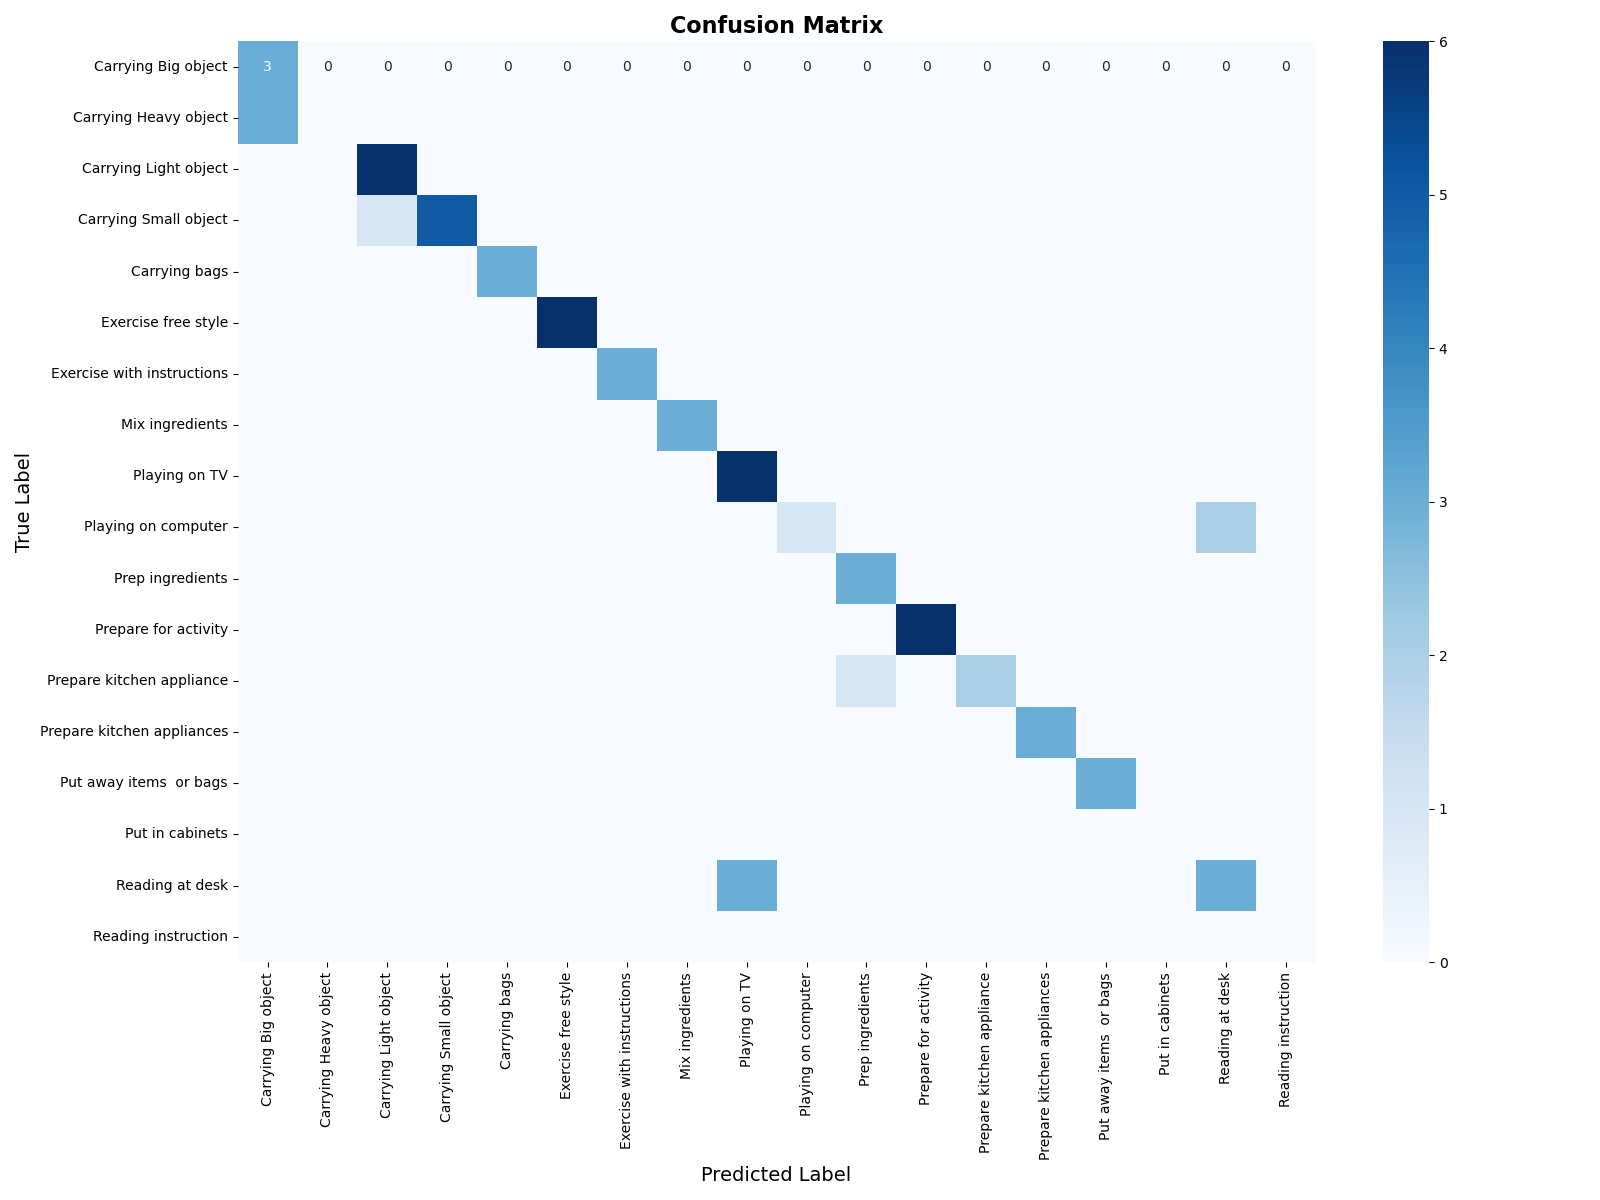 Confusion Matrix
Carrying Big object
3 0 0 0 0 0 0 0 0 0 0 0 0 0 0 0 0 0
Carrying Heavy object
Carrying Light object
Carrying Small object
Carrying bags
Exercise free style
Exercise with instructions
Mix ingredients
Playing on TV
Playing on computer
Prep ingredients
Prepare for activity
Prepare kitchen appliance
Prepare kitchen appliances
Put away items  or bags
Put in cabinets
Reading at desk
Reading instruction
True Label
Carrying Big object
Carrying Heavy object
Carrying Light object
Carrying Small object
Carrying bags
Exercise free style
Exercise with instructions
Mix ingredients
Playing on TV
Playing on computer
Prep ingredients
Prepare for activity
Prepare kitchen appliance
Prepare kitchen appliances
Put away items  or bags
Put in cabinets
Reading at desk
Reading instruction
Predicted Label
6
5
4
3
2
1
0